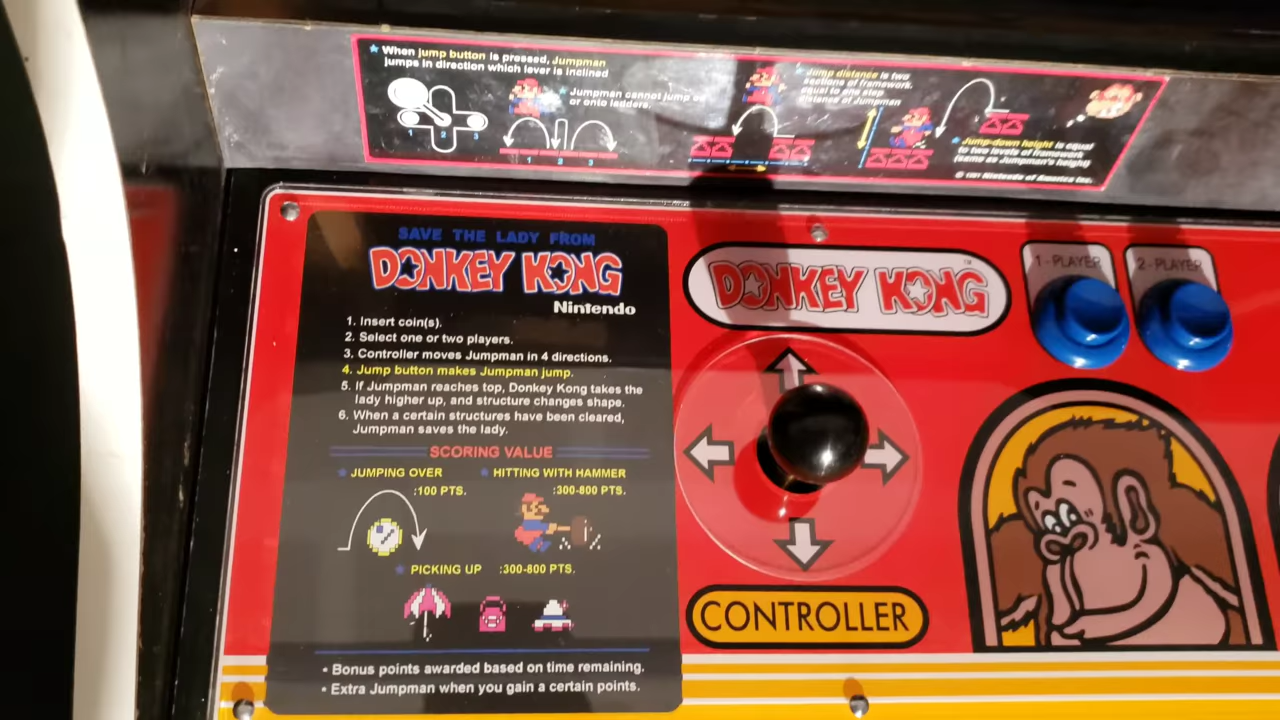 ★ When jump button is pressed, Jumpman
jumps in direction which lever is inclined
1 2 3
★ Jumpman cannot jump
or onto ladders.
1 2 3
★ Jump distance is two
sections of framework.
equal to one step
distance of Jumpman
★ Jump-down height is equal
to two levels of framework
(same as Jumpman's height)
© 1981 Nintendo of America Inc.
SAVE THE LADY FROM
DONKEY KONG
Nintendo
1. Insert coin(s).
2. Select one or two players.
3. Controller moves Jumpman in 4 directions.
4. Jump button makes Jumpman jump.
5. If Jumpman reaches top, Donkey Kong takes the
lady higher up, and structure changes shape.
6. When a certain structures have been cleared,
Jumpman saves the lady.
SCORING VALUE
★ JUMPING OVER
:100 PTS.
★ HITTING WITH HAMMER
:300-800 PTS.
★ PICKING UP :300-800 PTS.
• Bonus points awarded based on time remaining.
• Extra Jumpman when you gain a certain points.
DONKEY KONG™
1-PLAYER
2-PLAYER
CONTROLLER